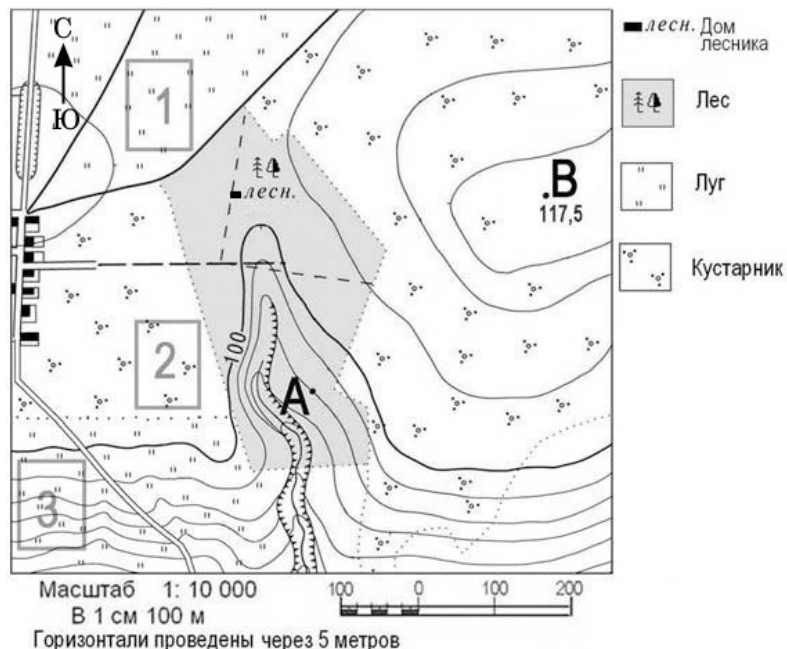 С
Ю
1
2
3
100
лесн.
А
.В
117,5
лесн. Дом
лесника
Лес
Луг
Кустарник
Масштаб 1: 10 000
В 1 см 100 м
100 0 100 200
Горизонтали проведены через 5 метров